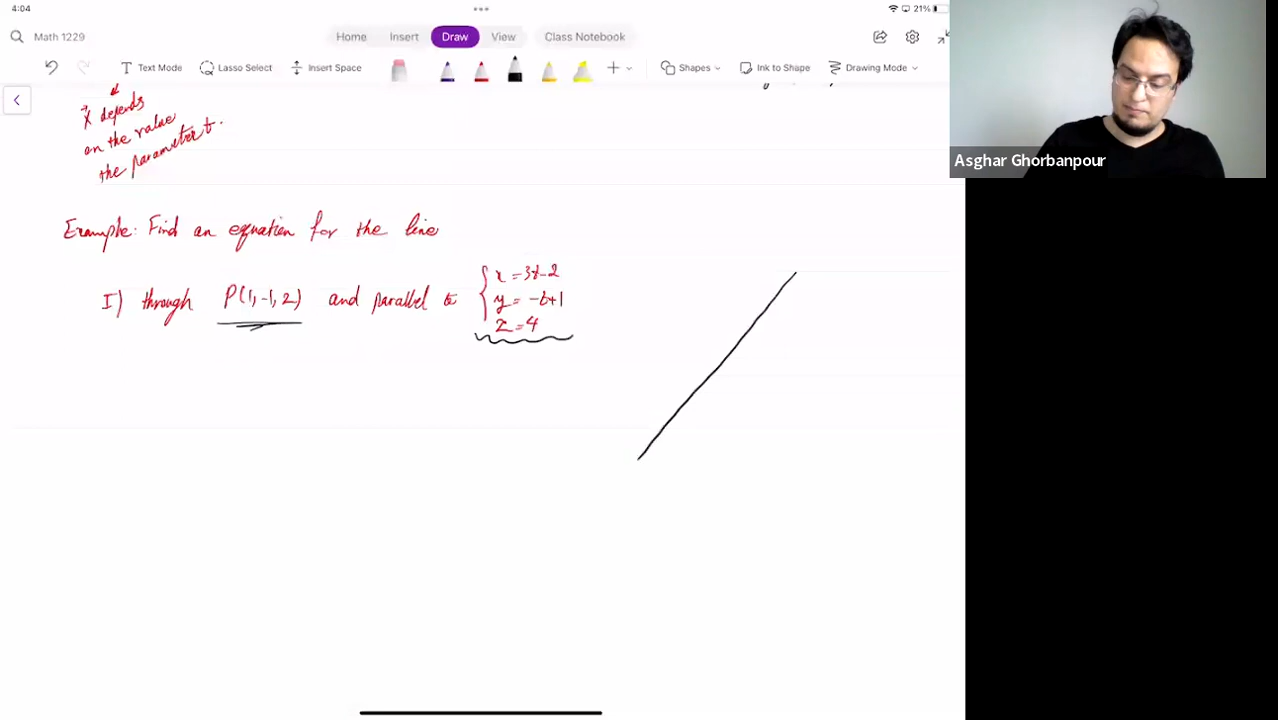 4:04
21%
Math 1229
Home
Insert
Draw
View
Class Notebook
Text Mode
Lasso Select
Insert Space
Shapes
Ink to Shape
Drawing Mode
X depends
on the value
the parameter t.
Example: Find an equation for the line
I) through P(1,-1,2) and parallel to
x = 3t-2
y = -t+1
z = 4
Asghar Ghorbanpour